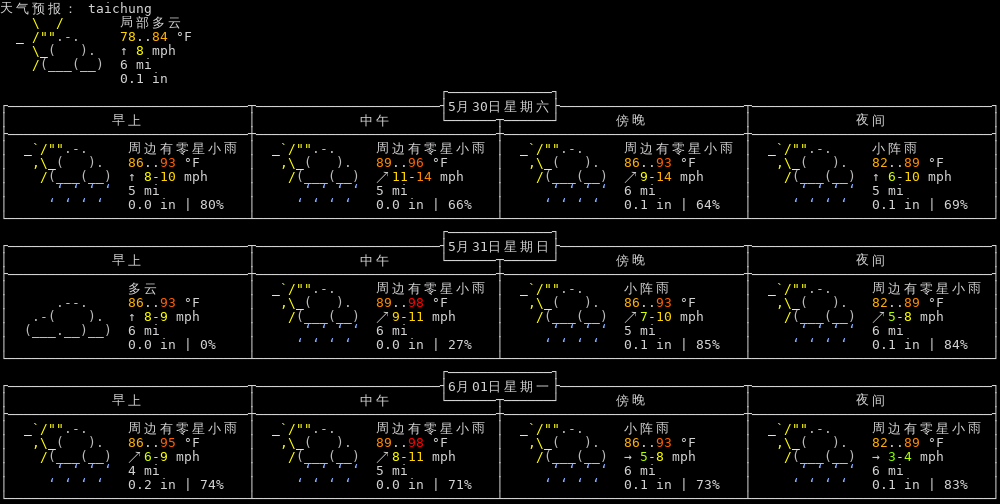 天气预报： taichung
局部多云
78..84 °F
↑ 8 mph
6 mi
0.1 in
5月30日星期六
早上 中午 傍晚 夜间
周边有零星小雨 周边有零星小雨 周边有零星小雨 小阵雨
86..93 °F 89..96 °F 86..93 °F 82..89 °F
↑ 8-10 mph ↗ 11-14 mph ↗ 9-14 mph ↑ 6-10 mph
5 mi 5 mi 6 mi 5 mi
0.0 in | 80% 0.0 in | 66% 0.1 in | 64% 0.1 in | 69%
5月31日星期日
早上 中午 傍晚 夜间
多云 周边有零星小雨 小阵雨 周边有零星小雨
86..93 °F 89..98 °F 86..93 °F 82..89 °F
↑ 8-9 mph ↗ 9-11 mph ↗ 7-10 mph ↗ 5-8 mph
6 mi 6 mi 5 mi 6 mi
0.0 in | 0% 0.0 in | 27% 0.1 in | 85% 0.1 in | 84%
6月01日星期一
早上 中午 傍晚 夜间
周边有零星小雨 周边有零星小雨 小阵雨 周边有零星小雨
86..95 °F 89..98 °F 86..93 °F 82..89 °F
↗ 6-9 mph ↗ 8-11 mph → 5-8 mph → 3-4 mph
4 mi 5 mi 6 mi 6 mi
0.2 in | 74% 0.0 in | 71% 0.1 in | 73% 0.1 in | 83%